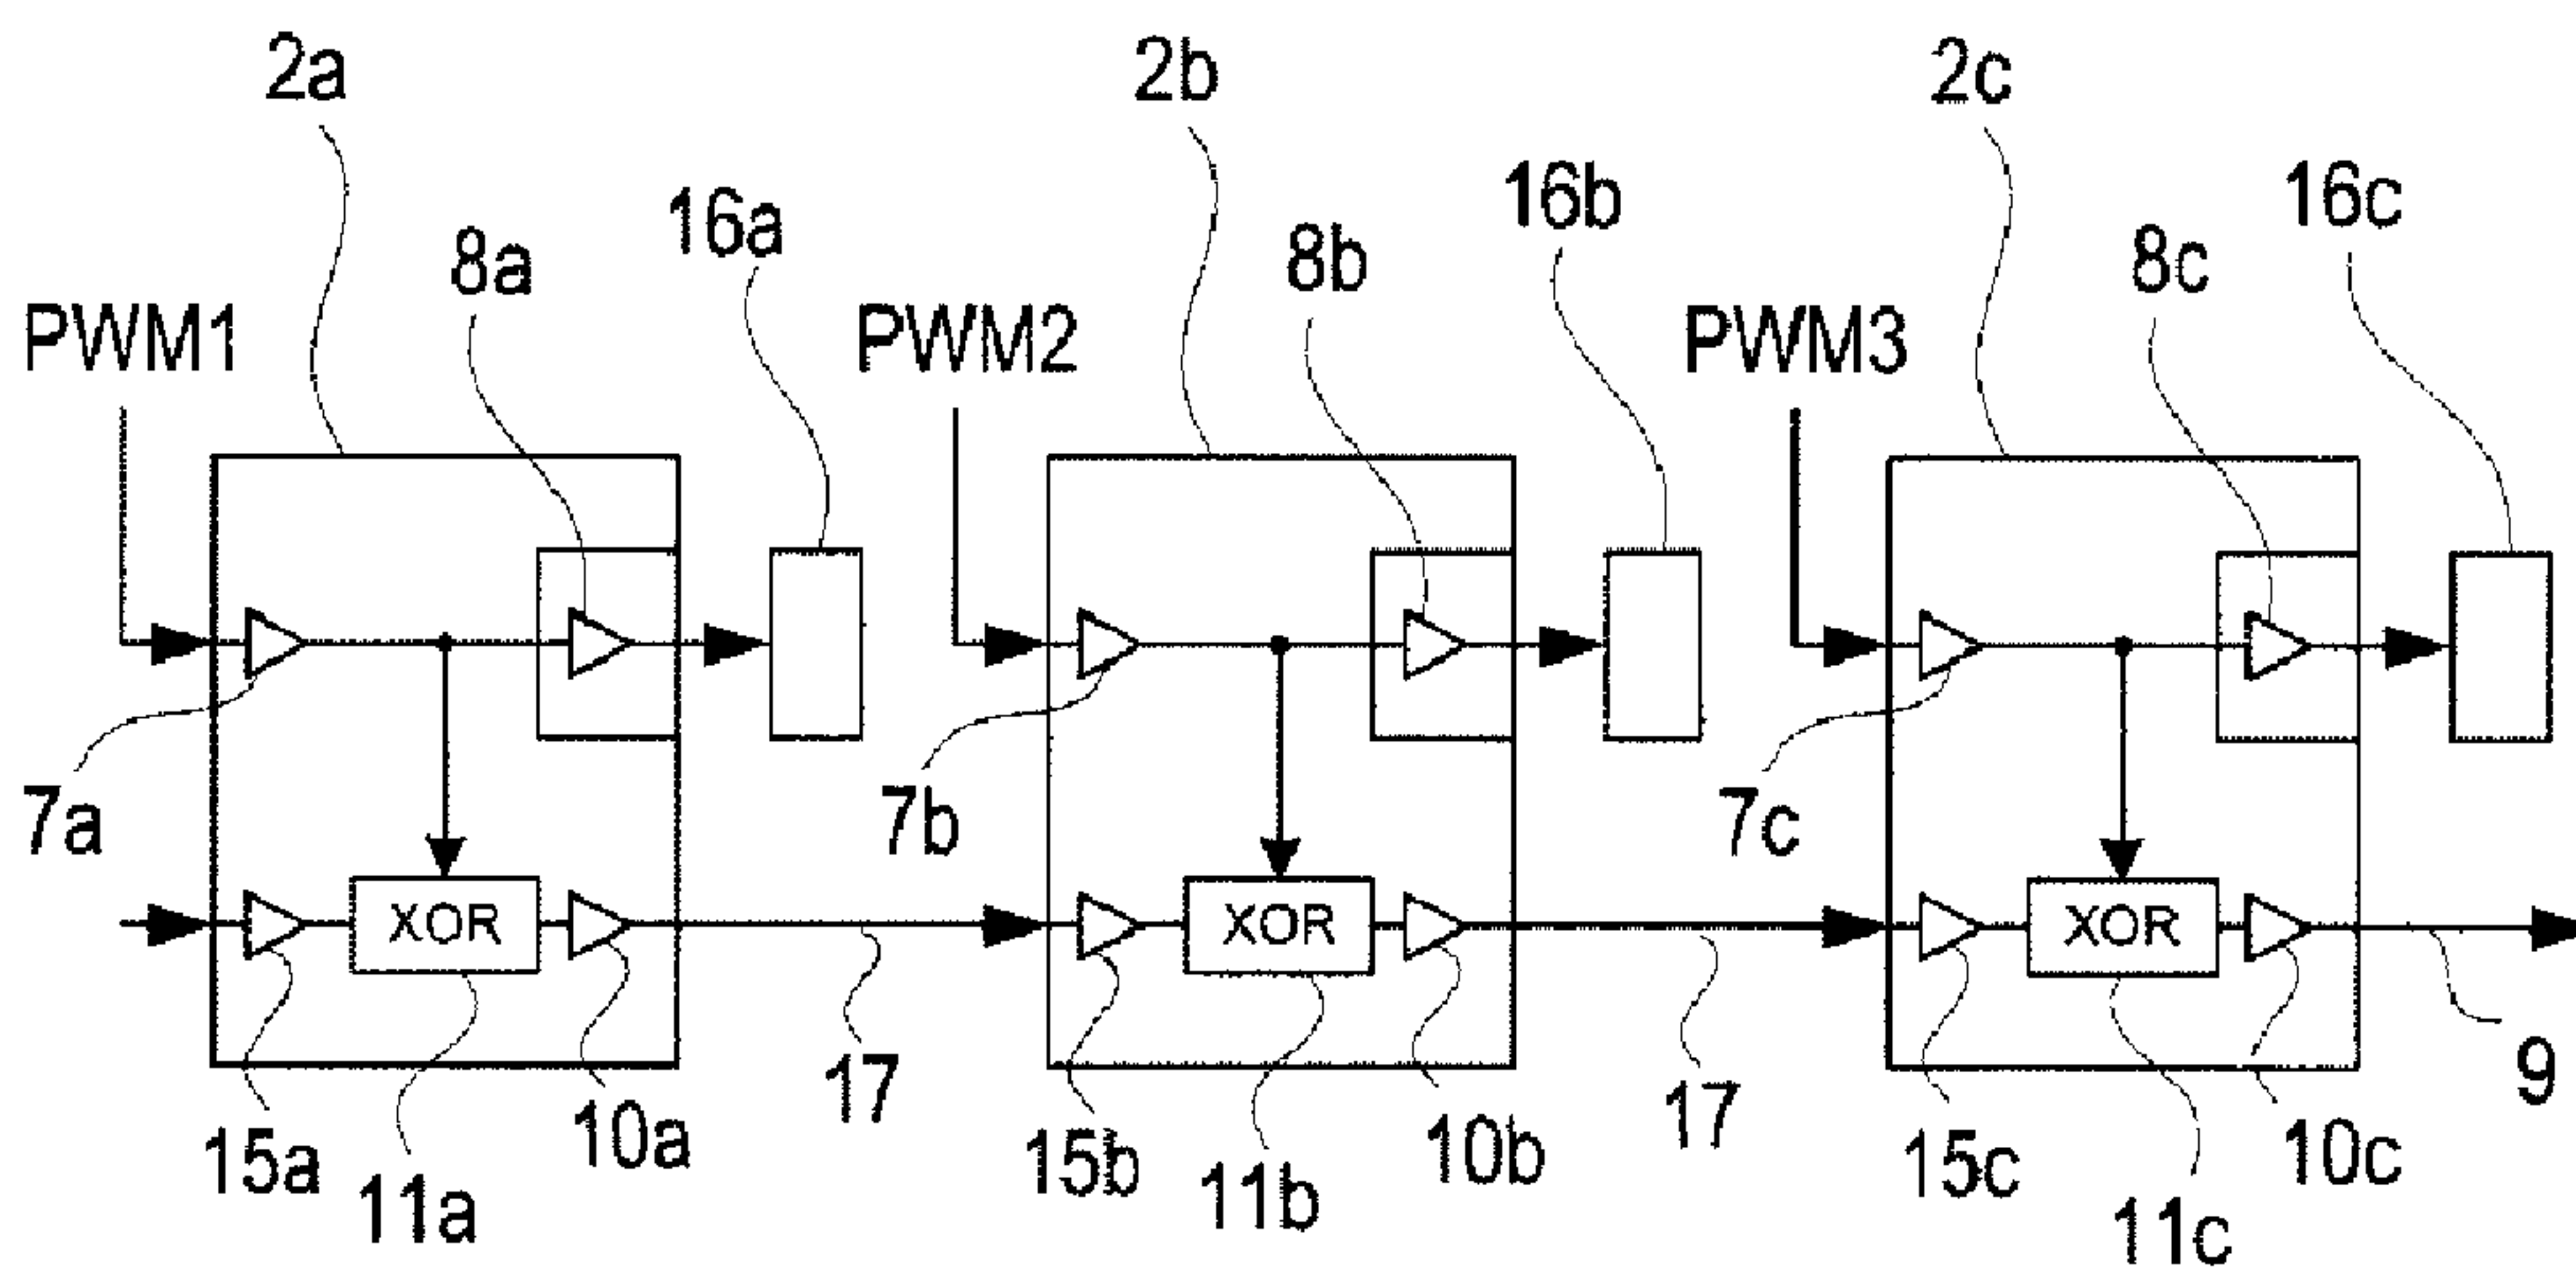 2a 2b 2c
16a 16b 16c
8a 8b 8c
PWM1 PWM2 PWM3
7a 7b 7c
XOR XOR XOR
17 17 9
15a 11a 10a 15b 11b 10b 15c 11c 10c